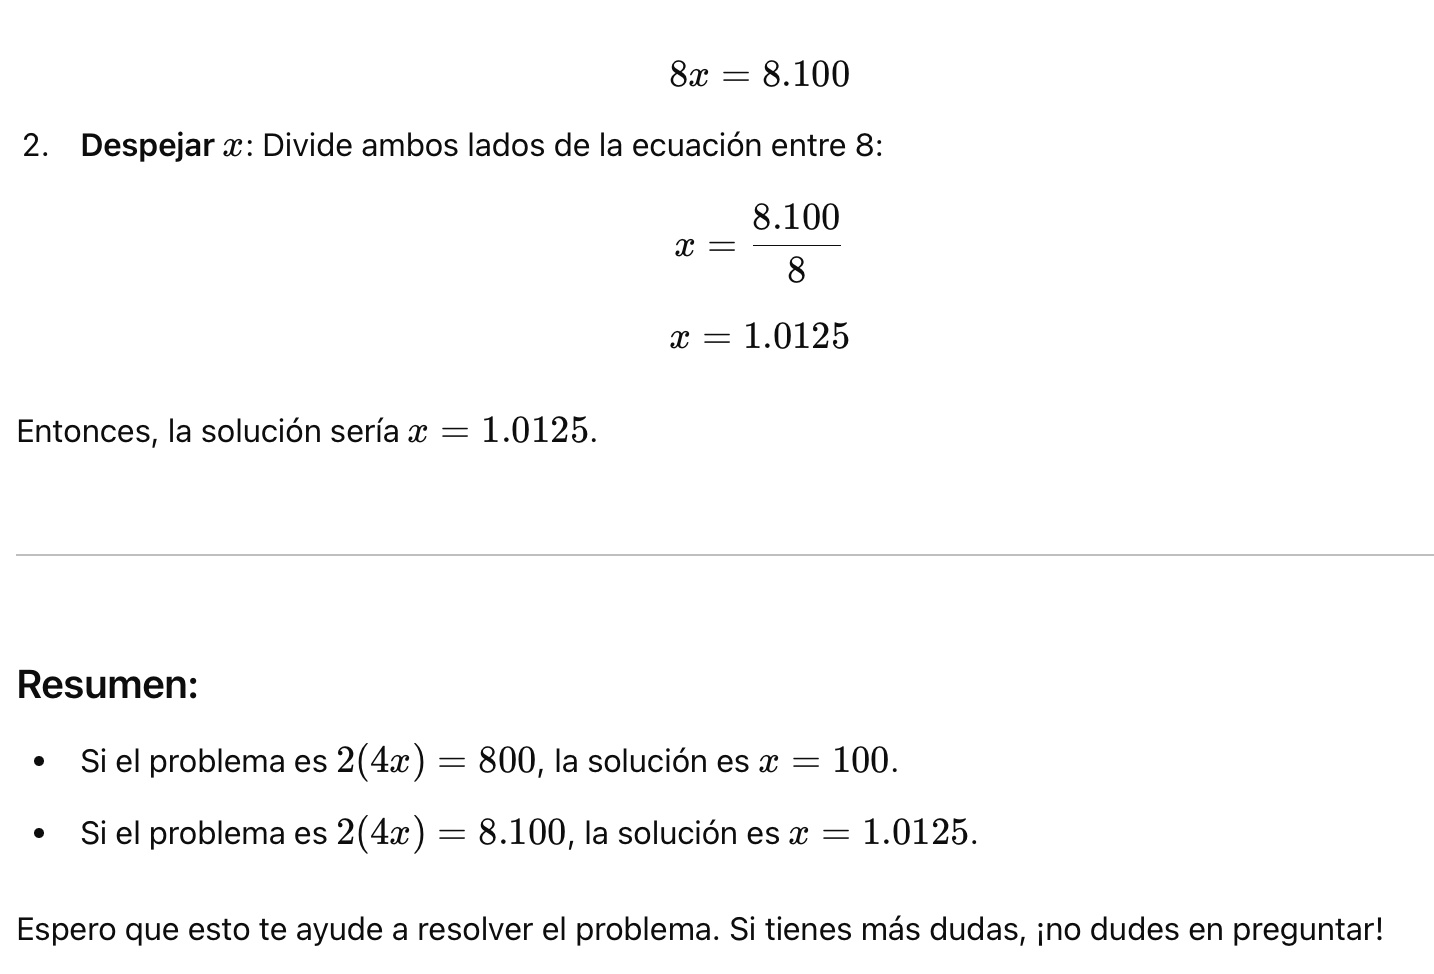 8x = 8.100
2. Despejar x: Divide ambos lados de la ecuación entre 8:
x = 8.100 / 8
x = 1.0125
Entonces, la solución sería x = 1.0125.
Resumen:
• Si el problema es 2(4x) = 800, la solución es x = 100.
• Si el problema es 2(4x) = 8.100, la solución es x = 1.0125.
Espero que esto te ayude a resolver el problema. Si tienes más dudas, ¡no dudes en preguntar!